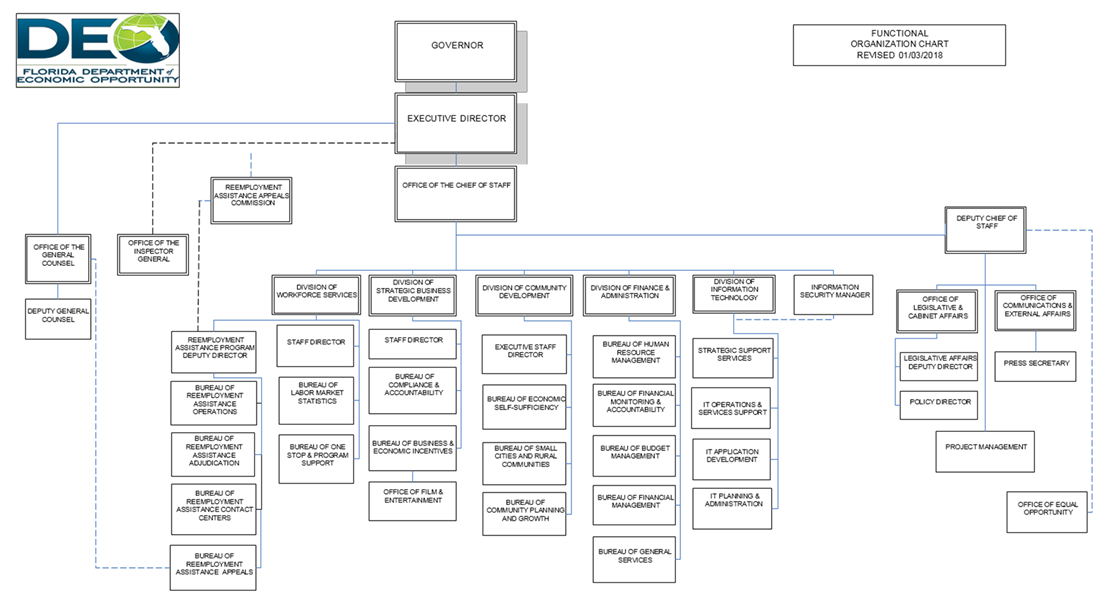 DEO
FLORIDA DEPARTMENT of
ECONOMIC OPPORTUNITY
GOVERNOR
FUNCTIONAL
ORGANIZATION CHART
REVISED 01/03/2018
EXECUTIVE DIRECTOR
OFFICE OF THE CHIEF OF STAFF
REEMPLOYMENT
ASSISTANCE APPEALS
COMMISSION
DEPUTY CHIEF OF
STAFF
OFFICE OF THE
GENERAL
COUNSEL
OFFICE OF THE
INSPECTOR
GENERAL
DEPUTY GENERAL
COUNSEL
DIVISION OF
WORKFORCE SERVICES
DIVISION OF
STRATEGIC BUSINESS
DEVELOPMENT
DIVISION OF COMMUNITY
DEVELOPMENT
DIVISION OF FINANCE &
ADMINISTRATION
DIVISION OF
INFORMATION
TECHNOLOGY
INFORMATION
SECURITY MANAGER
OFFICE OF
LEGISLATIVE &
CABINET AFFAIRS
OFFICE OF
COMMUNICATIONS &
EXTERNAL AFFAIRS
REEMPLOYMENT
ASSISTANCE PROGRAM
DEPUTY DIRECTOR
BUREAU OF
REEMPLOYMENT
ASSISTANCE
OPERATIONS
BUREAU OF
REEMPLOYMENT
ASSISTANCE
ADJUDICATION
BUREAU OF
REEMPLOYMENT
ASSISTANCE CONTACT
CENTERS
BUREAU OF
REEMPLOYMENT
ASSISTANCE APPEALS
STAFF DIRECTOR
BUREAU OF
LABOR MARKET
STATISTICS
BUREAU OF ONE
STOP & PROGRAM
SUPPORT
STAFF DIRECTOR
BUREAU OF
COMPLIANCE &
ACCOUNTABILITY
BUREAU OF BUSINESS &
ECONOMIC INCENTIVES
OFFICE OF FILM &
ENTERTAINMENT
EXECUTIVE STAFF
DIRECTOR
BUREAU OF ECONOMIC
SELF-SUFFICIENCY
BUREAU OF SMALL
CITIES AND RURAL
COMMUNITIES
BUREAU OF
COMMUNITY PLANNING
AND GROWTH
BUREAU OF HUMAN
RESOURCE
MANAGEMENT
BUREAU OF FINANCIAL
MONITORING &
ACCOUNTABILITY
BUREAU OF BUDGET
MANAGEMENT
BUREAU OF FINANCIAL
MANAGEMENT
BUREAU OF GENERAL
SERVICES
STRATEGIC SUPPORT
SERVICES
IT OPERATIONS &
SERVICES SUPPORT
IT APPLICATION
DEVELOPMENT
IT PLANNING &
ADMINISTRATION
LEGISLATIVE AFFAIRS
DEPUTY DIRECTOR
POLICY DIRECTOR
PRESS SECRETARY
PROJECT MANAGEMENT
OFFICE OF EQUAL
OPPORTUNITY